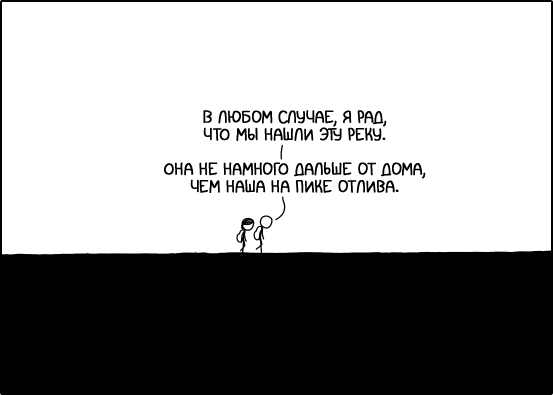 В ЛЮБОМ СЛУЧАЕ, Я РАД,
ЧТО МЫ НАШЛИ ЭТУ РЕКУ.
ОНА НЕ НАМНОГО ДАЛЬШЕ ОТ ДОМА,
ЧЕМ НАША НА ПИКЕ ОТЛИВА.